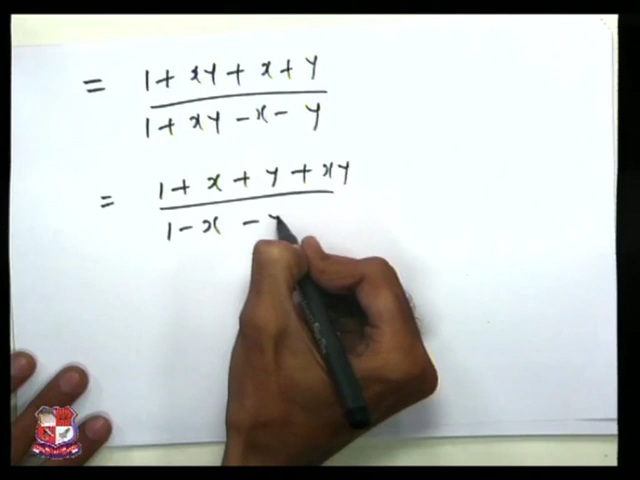 = 1 + xy + x + y
1 + xy - x - y
= 1 + x + y + xy
1 - x - y